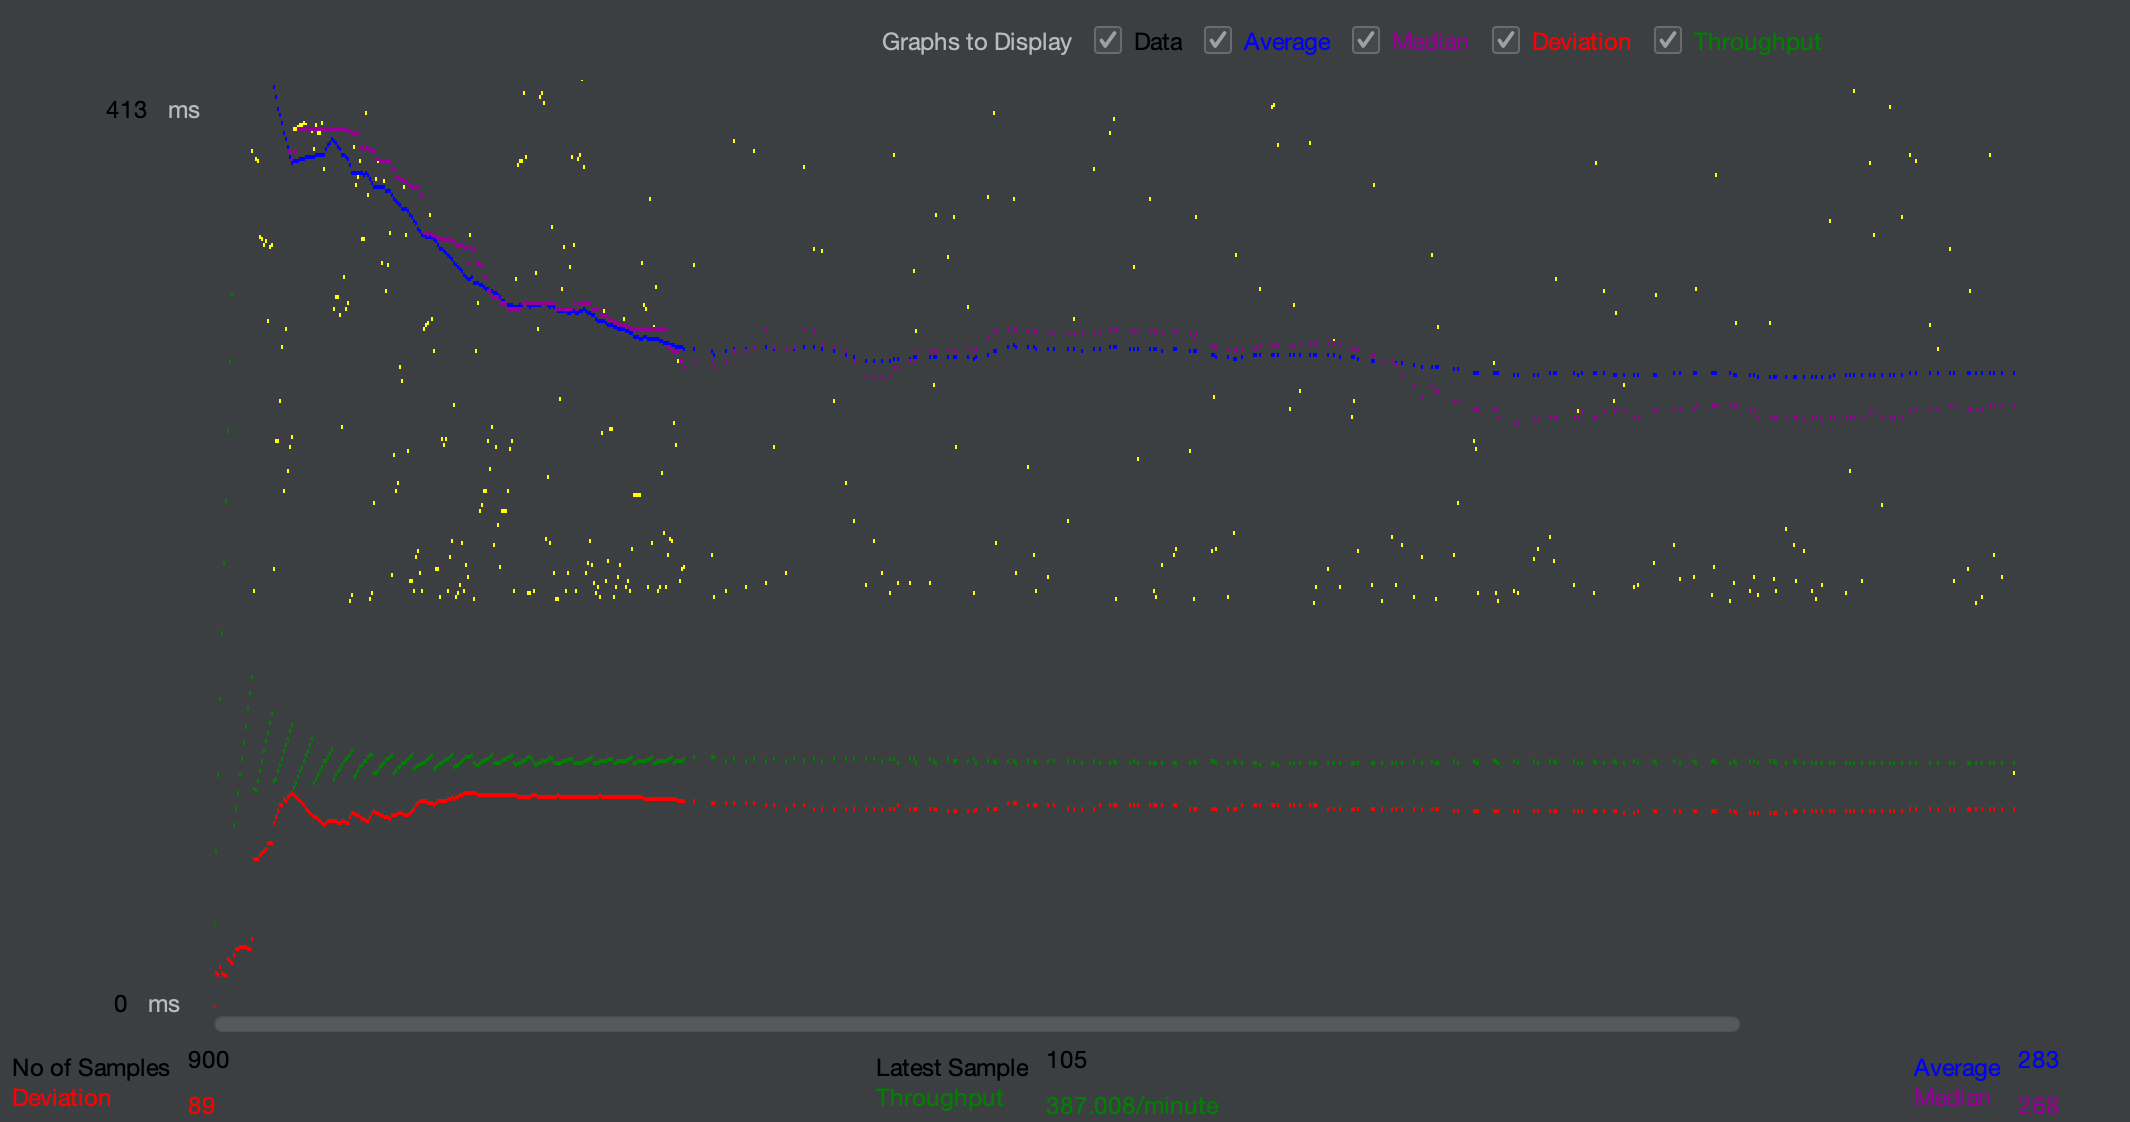 Graphs to Display Data Average Median Deviation Throughput
413 ms
0 ms
No of Samples 900 Latest Sample 105 Average 283
Deviation 89 Throughput 387.008/minute Median 268